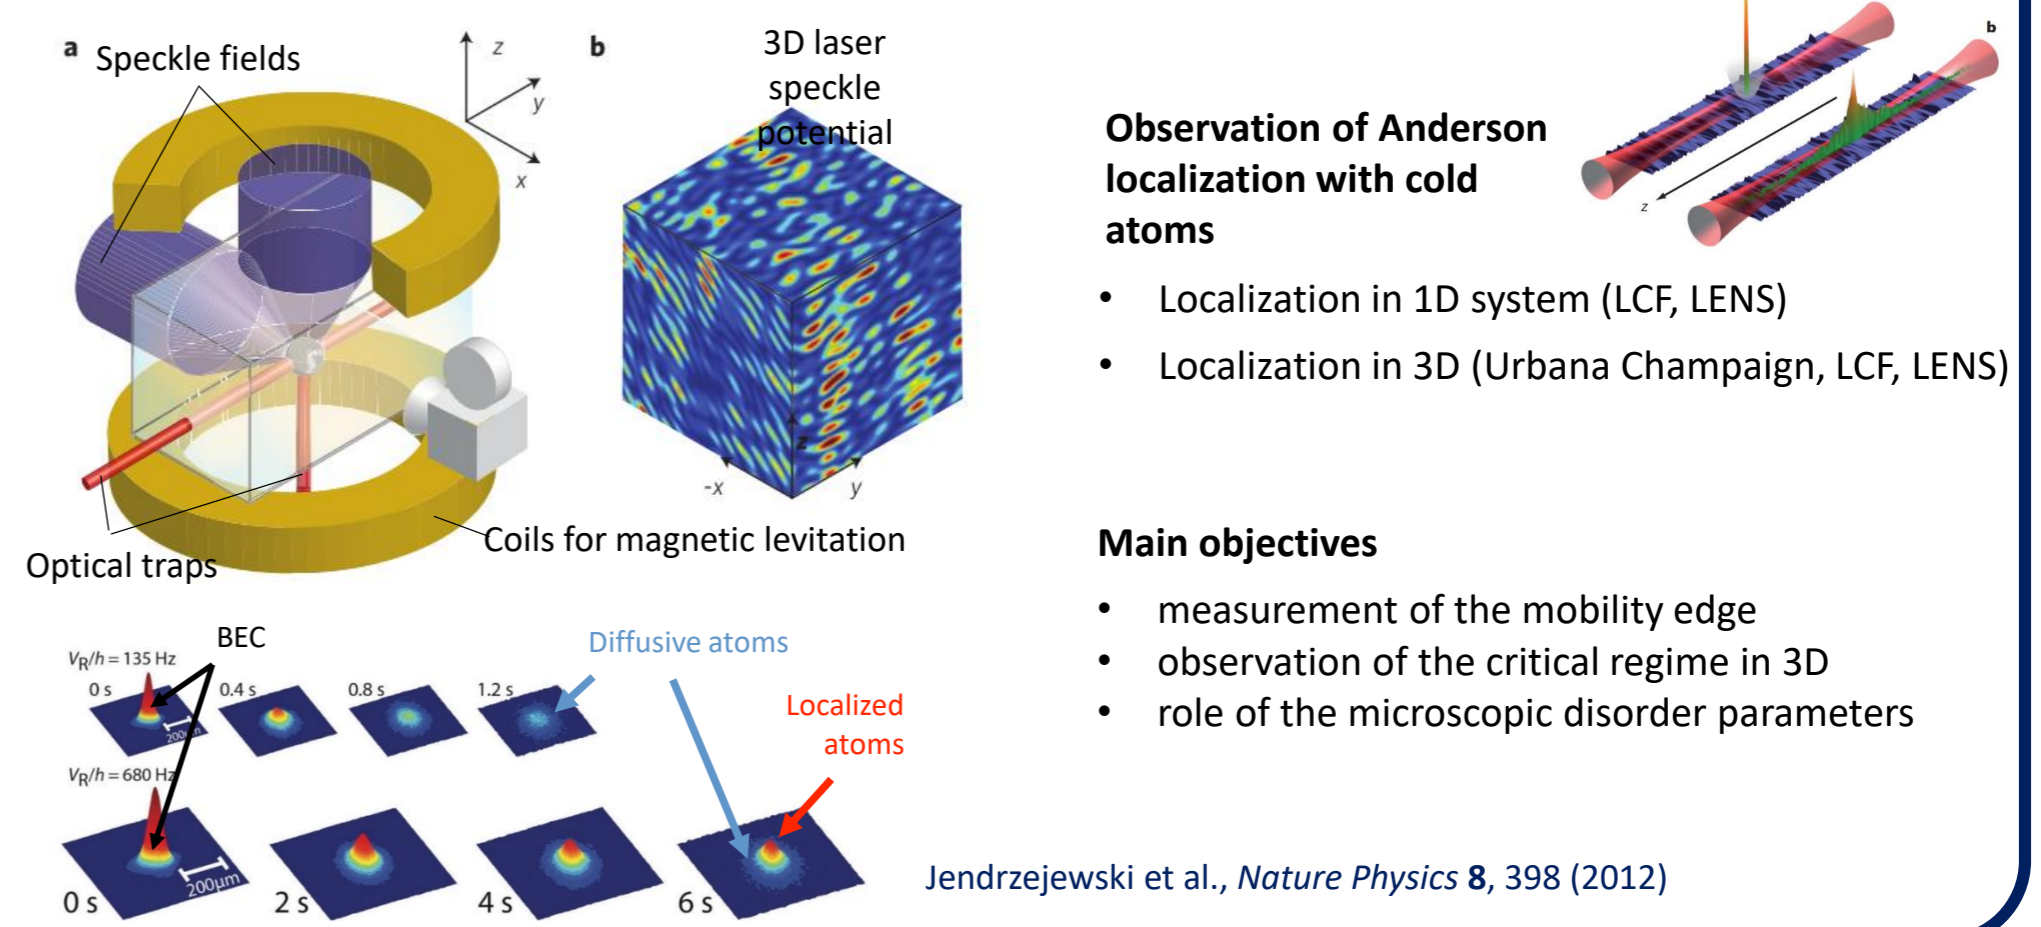 a
Speckle fields
z
y
x
b
3D laser
speckle
potential
z
-x
y
Coils for magnetic levitation
Optical traps
b
z
Observation of Anderson
localization with cold
atoms
• Localization in 1D system (LCF, LENS)
• Localization in 3D (Urbana Champaign, LCF, LENS)
Main objectives
• measurement of the mobility edge
• observation of the critical regime in 3D
• role of the microscopic disorder parameters
BEC
Diffusive atoms
Localized
atoms
VR/h = 135 Hz
0 s
0.4 s
0.8 s
1.2 s
200μm
VR/h = 680 Hz
200μm
0 s
2 s
4 s
6 s
Jendrzejewski et al., Nature Physics 8, 398 (2012)